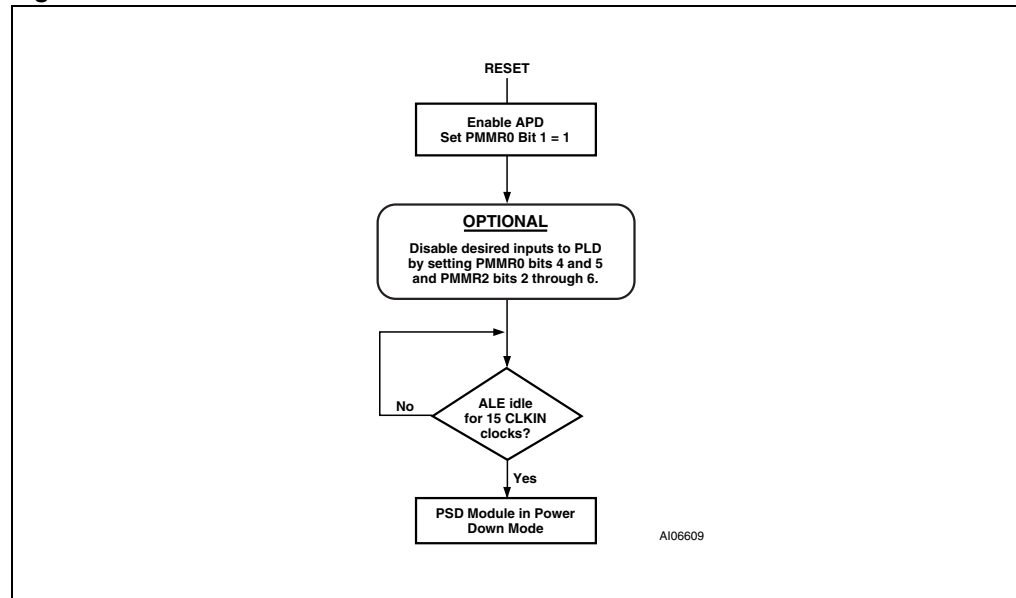 RESET
Enable APD
Set PMMR0 Bit 1 = 1
OPTIONAL
Disable desired inputs to PLD
by setting PMMR0 bits 4 and 5
and PMMR2 bits 2 through 6.
No
ALE idle
for 15 CLKIN
clocks?
Yes
PSD Module in Power
Down Mode
AI06609